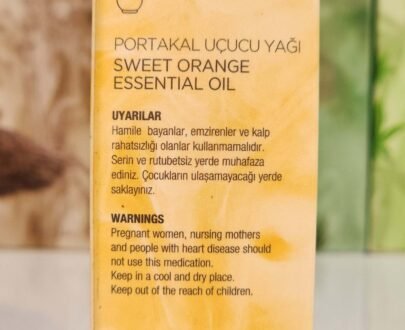 PORTAKAL UÇUCU YAĞI
SWEET ORANGE
ESSENTIAL OIL
UYARILAR
Hamile bayanlar, emzirenler ve kalp
rahatsızlığı olanlar kullanmamalıdır.
Serin ve rutubetsiz yerde muhafaza
ediniz. Çocukların ulaşamayacağı yerde
saklayınız.
WARNINGS
Pregnant women, nursing mothers
and people with heart disease should
not use this medication.
Keep in a cool and dry place.
Keep out of the reach of children.